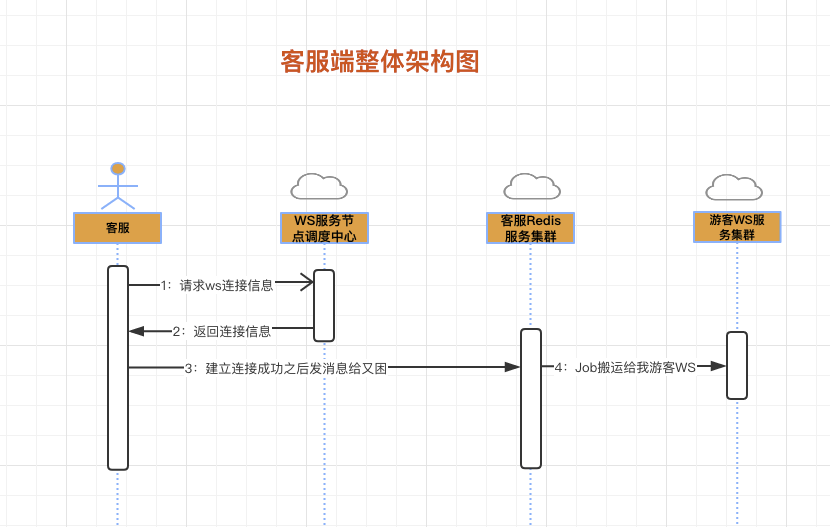 客服端整体架构图
客服
WS服务节
点调度中心
客服Redis
服务集群
游客WS服
务集群
1：请求ws连接信息
2：返回连接信息
3：建立连接成功之后发消息给又困
4：Job搬运给我游客WS